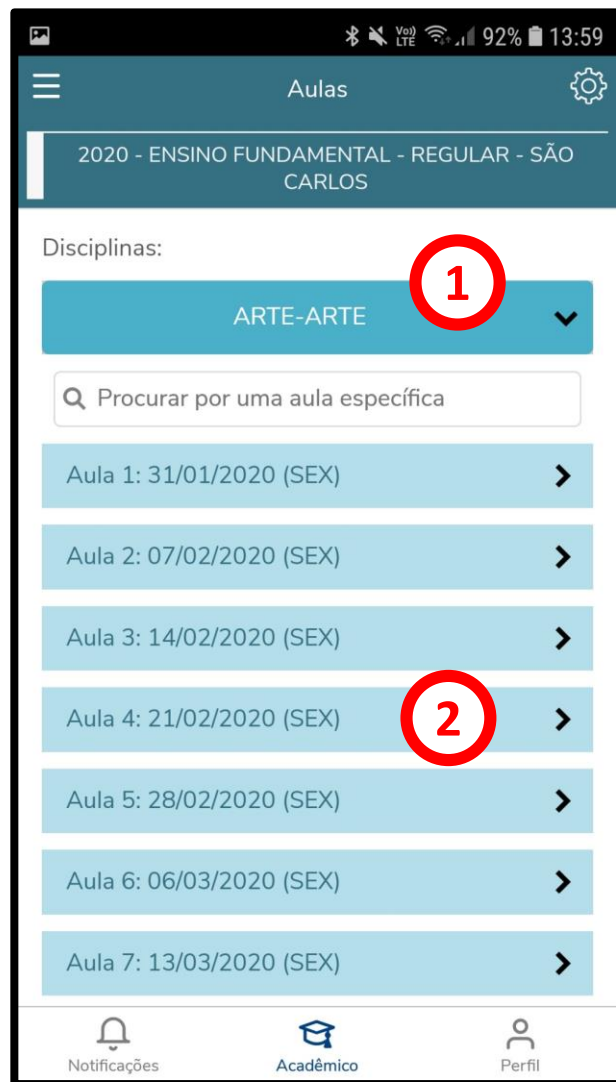 Vo)) LTE 92% 13:59
Aulas
2020 - ENSINO FUNDAMENTAL - REGULAR - SÃO
CARLOS
Disciplinas:
1
ARTE-ARTE
Procurar por uma aula específica
Aula 1: 31/01/2020 (SEX)
Aula 2: 07/02/2020 (SEX)
Aula 3: 14/02/2020 (SEX)
Aula 4: 21/02/2020 (SEX) 2
Aula 5: 28/02/2020 (SEX)
Aula 6: 06/03/2020 (SEX)
Aula 7: 13/03/2020 (SEX)
Notificações Acadêmico Perfil